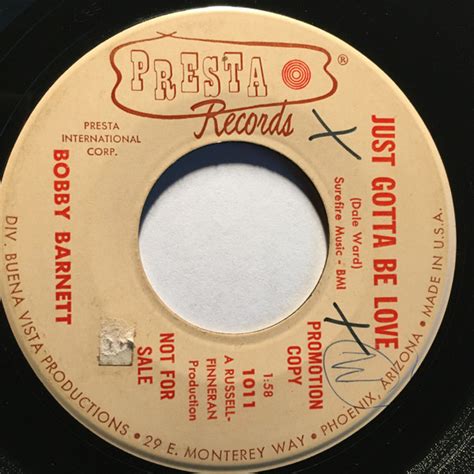 PRESTA
®
Records
PRESTA
INTERNATIONAL
CORP.
JUST GOTTA BE LOVE
(Dale Ward)
Surefire Music - BMI
BOBBY BARNETT
PROMOTION
COPY
NOT FOR
SALE
1:58
1011
A RUSSELL-
FINNERAN
Production
DIV. BUENA VISTA PRODUCTIONS • 29 E. MONTEREY WAY • PHOENIX, ARIZONA • MADE IN U.S.A.
X
X